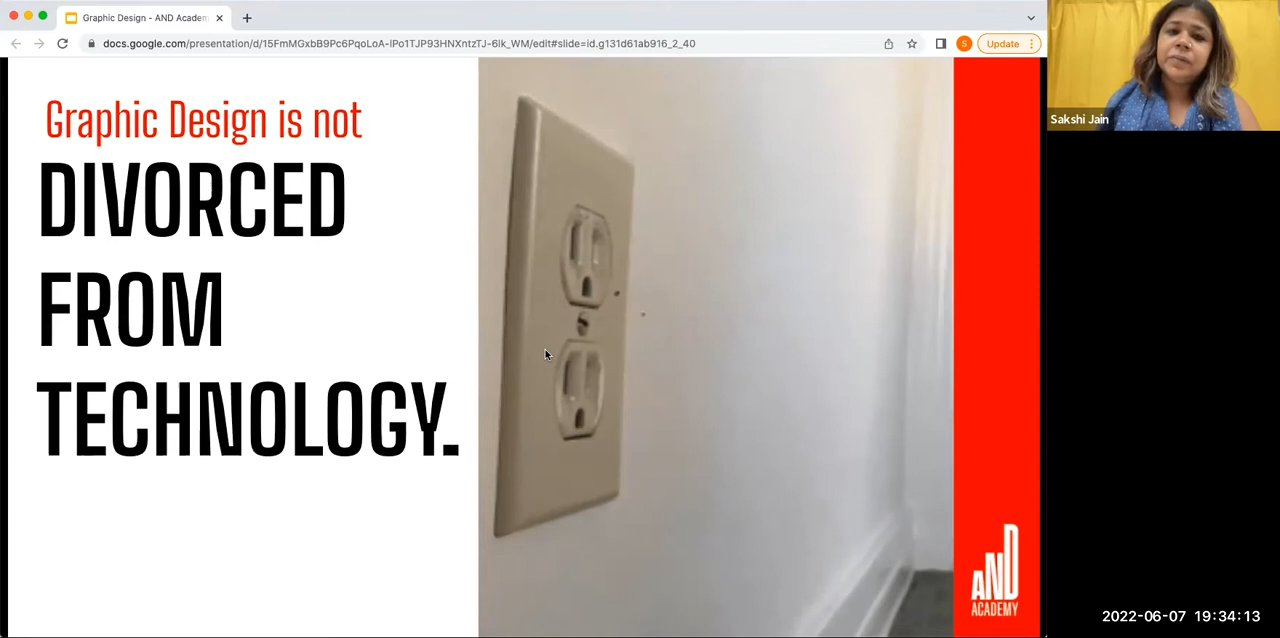 Graphic Design - AND Academ
docs.google.com/presentation/d/15FmMGxbB9Pc6PqoLoA-lPo1TJP93HNXntzTJ-6lk_WM/edit#slide=id.g131d61ab916_2_40
S
Update
Graphic Design is not
DIVORCED
FROM
TECHNOLOGY.
AND
ACADEMY
Sakshi Jain
2022-06-07 19:34:13